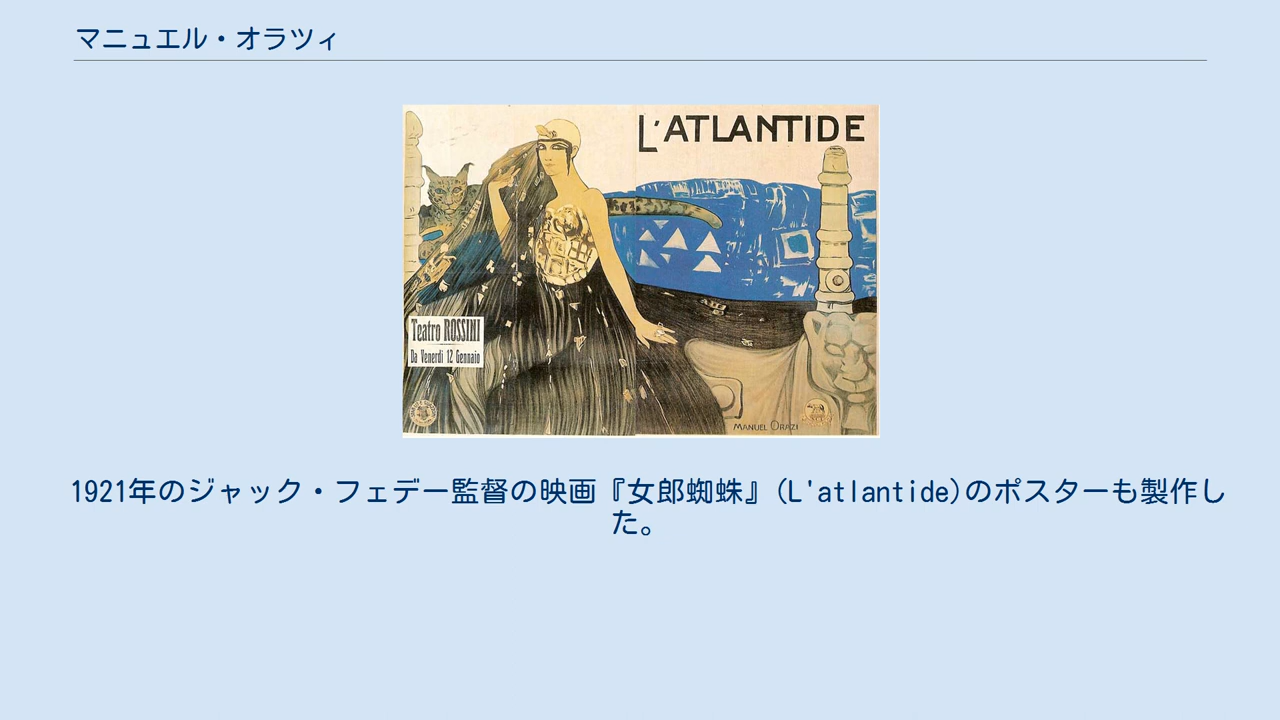 マニュエル・オラツィ
L'ATLANTIDE
Teatro ROSSINI
Da Venerdi 12 Gennaio
MANUEL ORAZI
1921年のジャック・フェデー監督の映画『女郎蜘蛛』(L'atlantide)のポスターも製作し
た。